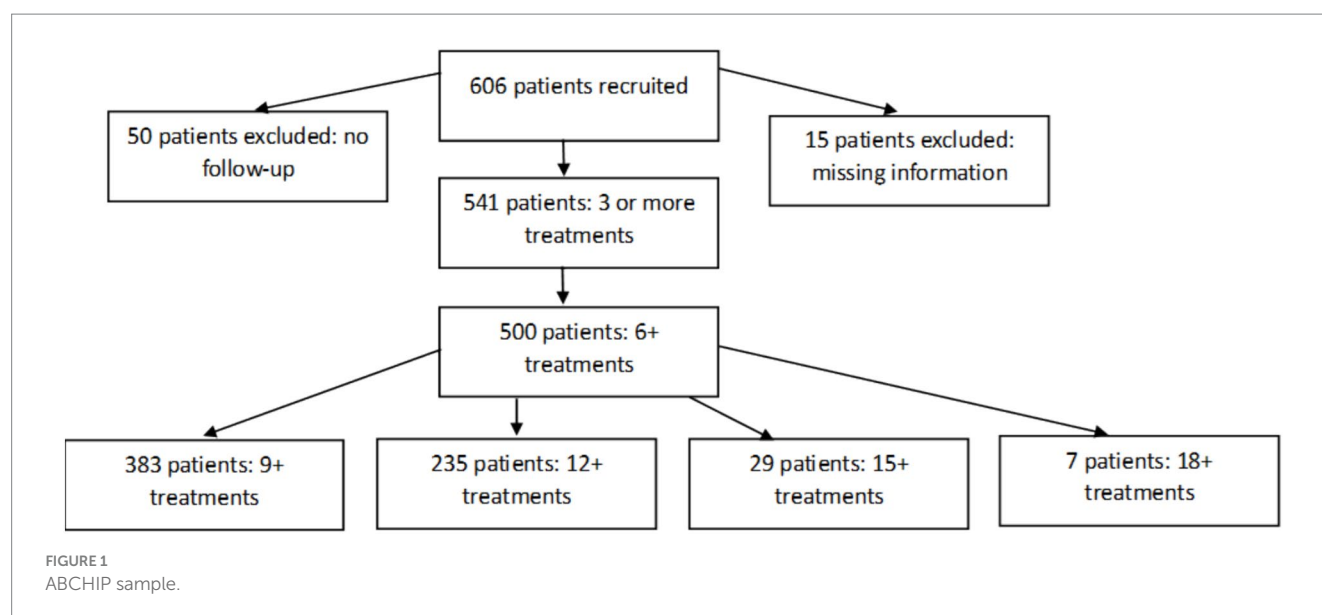 606 patients recruited
50 patients excluded: no
follow-up
15 patients excluded:
missing information
541 patients: 3 or more
treatments
500 patients: 6+
treatments
383 patients: 9+
treatments
235 patients: 12+
treatments
29 patients: 15+
treatments
7 patients: 18+
treatments
FIGURE 1
ABCHIP sample.